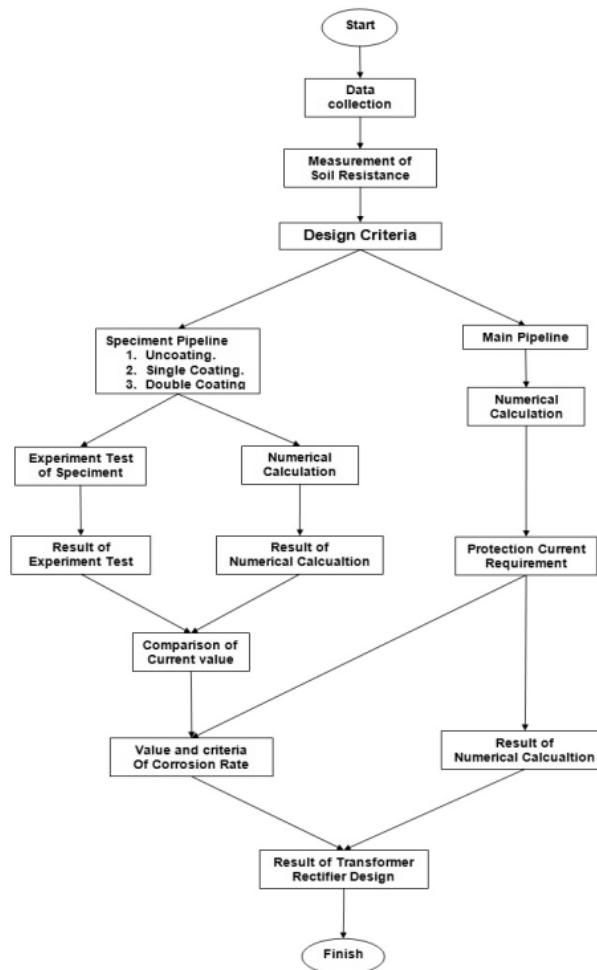 Start
Data
collection
Measurement of
Soil Resistance
Design Criteria
Speciment Pipeline
1. Uncoating.
2. Single Coating.
3. Double Coating
Main Pipeline
Numerical
Calculation
Experiment Test
of Speciment
Numerical
Calculation
Result of
Experiment Test
Result of
Numerical Calcualtion
Protection Current
Requirement
Comparison of
Current value
Value and criteria
Of Corrosion Rate
Result of
Numerical Calcualtion
Result of Transformer
Rectifier Design
Finish